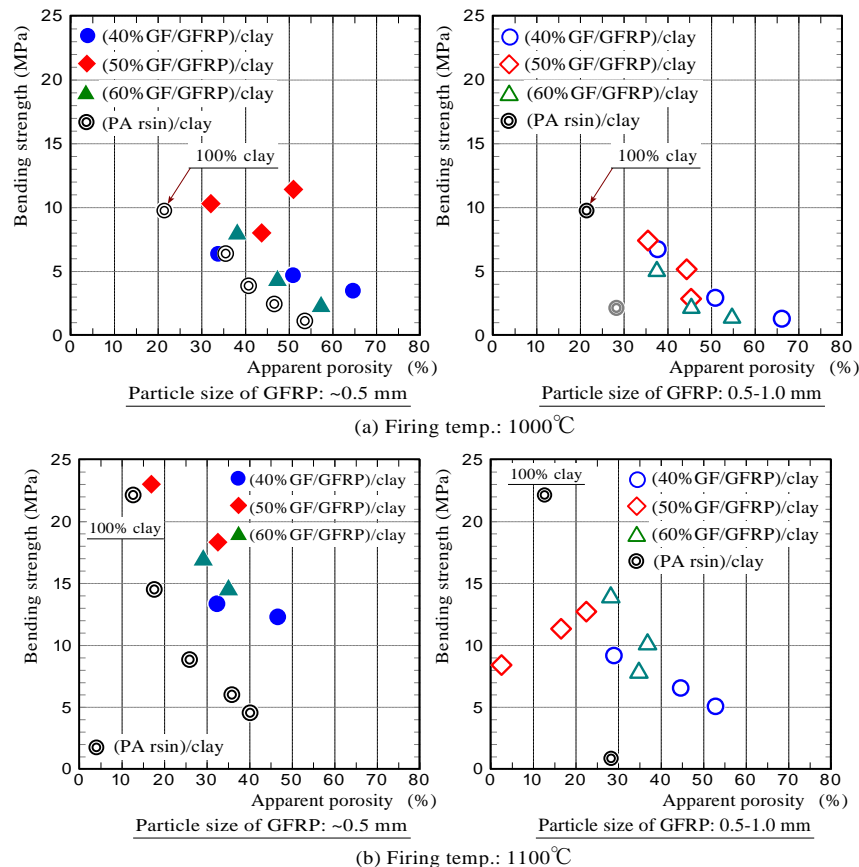 25
20
15
10
5
0
Bending strength (MPa)
(40%GF/GFRP)/clay
(50%GF/GFRP)/clay
(60%GF/GFRP)/clay
(PA rsin)/clay
100% clay
0 10 20 30 40 50 60 70 80
Apparent porosity (%)
Particle size of GFRP: ~0.5 mm
25
20
15
10
5
0
Bending strength (MPa)
(40%GF/GFRP)/clay
(50%GF/GFRP)/clay
(60%GF/GFRP)/clay
(PA rsin)/clay
100% clay
0 10 20 30 40 50 60 70 80
Apparent porosity (%)
Particle size of GFRP: 0.5-1.0 mm
(a) Firing temp.: 1000℃
25
20
15
10
5
0
Bending strength (MPa)
(40%GF/GFRP)/clay
(50%GF/GFRP)/clay
(60%GF/GFRP)/clay
100% clay
(PA rsin)/clay
0 10 20 30 40 50 60 70 80
Apparent porosity (%)
Particle size of GFRP: ~0.5 mm
25
20
15
10
5
0
Bending strength (MPa)
100% clay
(40%GF/GFRP)/clay
(50%GF/GFRP)/clay
(60%GF/GFRP)/clay
(PA rsin)/clay
0 10 20 30 40 50 60 70 80
Apparent porosity (%)
Particle size of GFRP: 0.5-1.0 mm
(b) Firing temp.: 1100℃